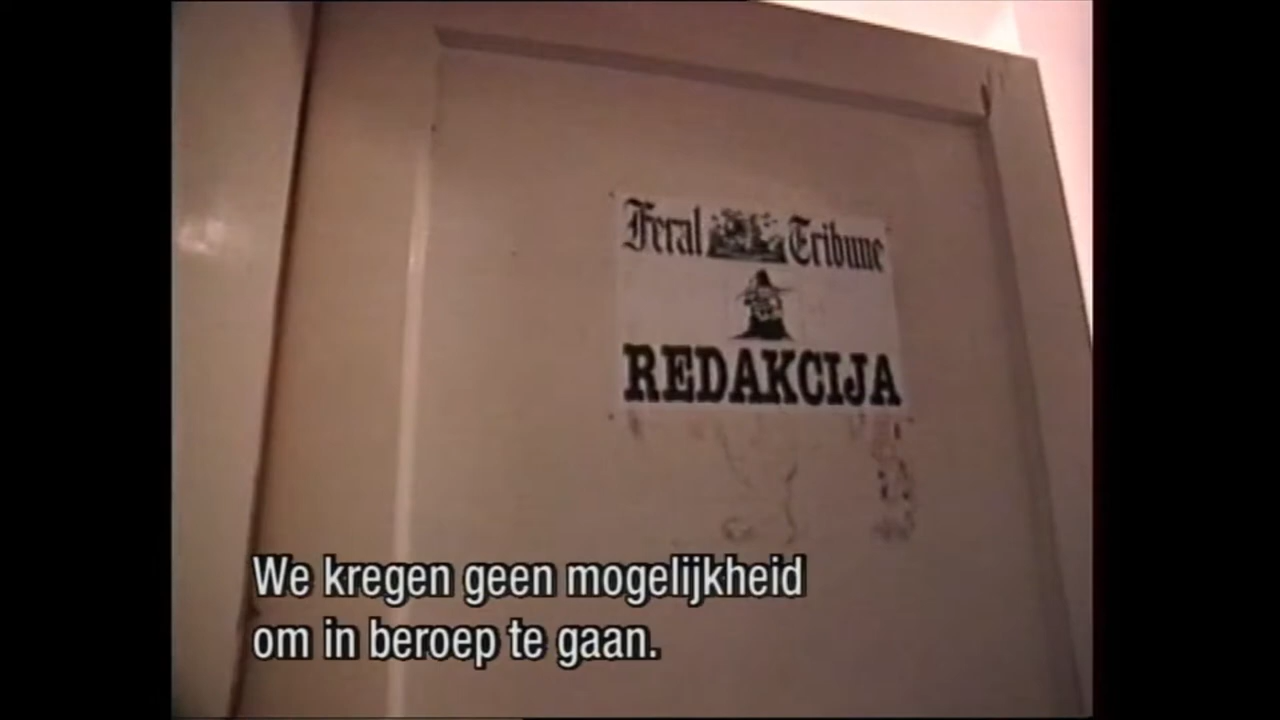 Feral Tribune
REDAKCIJA
We kregen geen mogelijkheid
om in beroep te gaan.